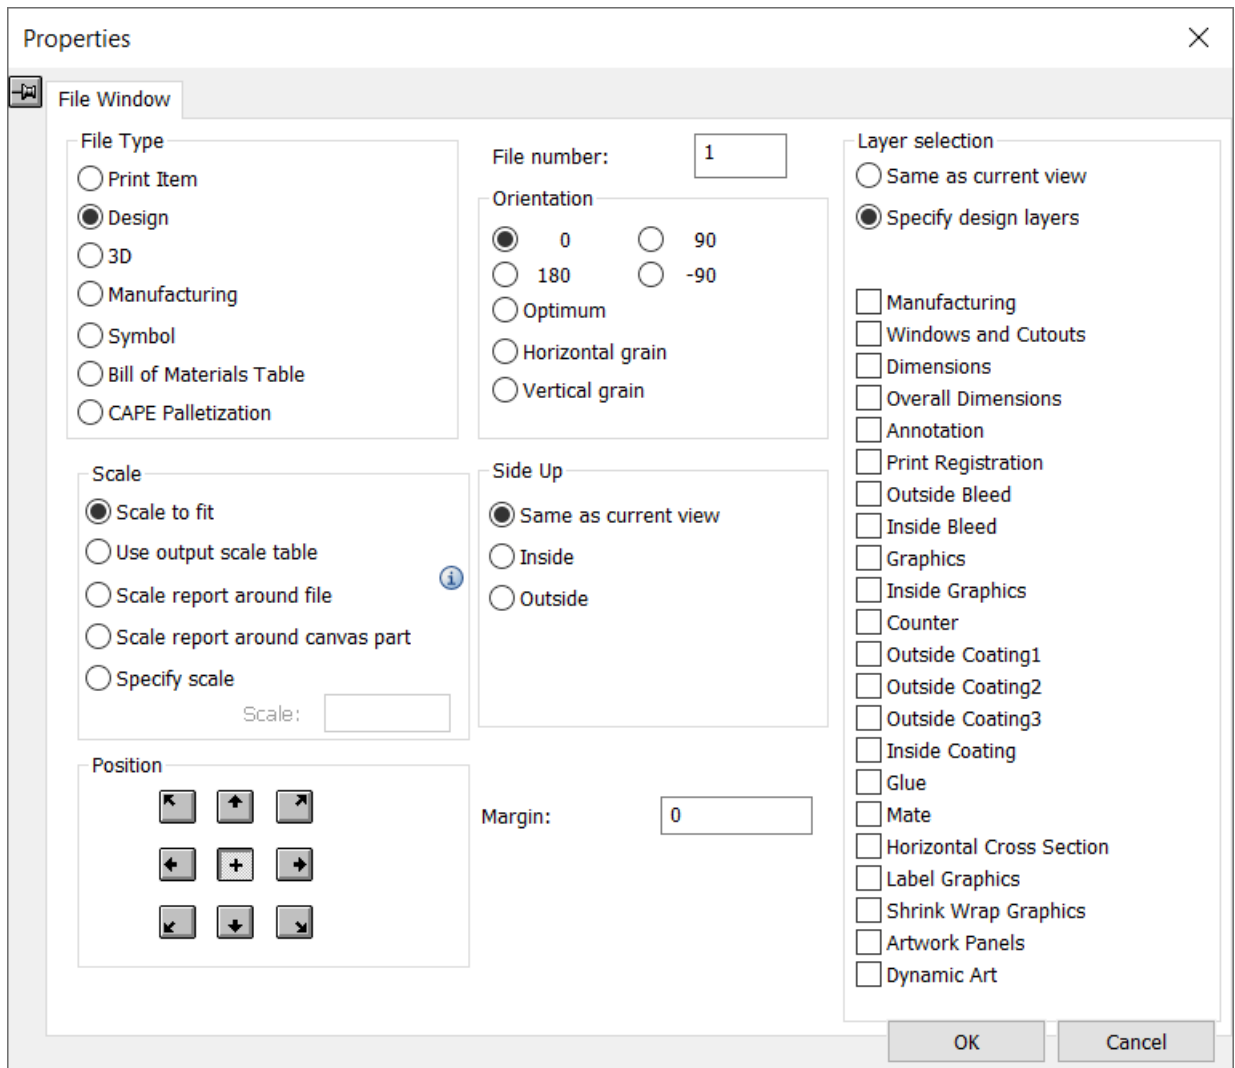 Properties
File Window
File Type
Print Item
Design
3D
Manufacturing
Symbol
Bill of Materials Table
CAPE Palletization
File number: 1
Orientation
0 90
180 -90
Optimum
Horizontal grain
Vertical grain
Scale
Scale to fit
Use output scale table
Scale report around file
Scale report around canvas part
Specify scale
Scale:
Side Up
Same as current view
Inside
Outside
Position
Margin: 0
Layer selection
Same as current view
Specify design layers
Manufacturing
Windows and Cutouts
Dimensions
Overall Dimensions
Annotation
Print Registration
Outside Bleed
Inside Bleed
Graphics
Inside Graphics
Counter
Outside Coating1
Outside Coating2
Outside Coating3
Inside Coating
Glue
Mate
Horizontal Cross Section
Label Graphics
Shrink Wrap Graphics
Artwork Panels
Dynamic Art
OK Cancel